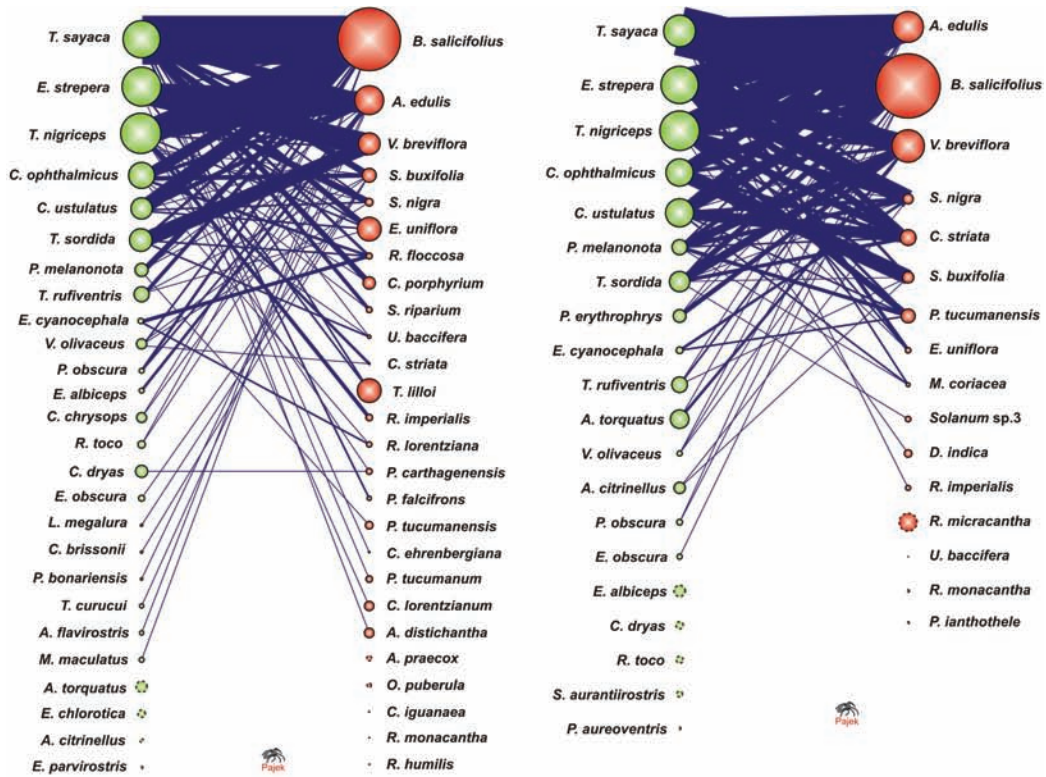 T. sayaca
E. strepera
T. nigriceps
C. ophthalmicus
C. ustulatus
T. sordida
P. melanonota
T. rufiventris
E. cyanocephala
V. olivaceus
P. obscura
E. albiceps
C. chrysops
R. toco
C. dryas
E. obscura
L. megalura
C. brissonii
P. bonariensis
T. curucui
A. flavirostris
M. maculatus
A. torquatus
E. chlorotica
A. citrinellus
E. parvirostris
B. salicifolius
A. edulis
V. breviflora
S. buxifolia
S. nigra
E. uniflora
R. floccosa
C. porphyrium
S. riparium
U. baccifera
C. striata
T. lilloi
R. imperialis
R. lorentziana
P. carthagenensis
P. falcifrons
P. tucumanensis
C. ehrenbergiana
P. tucumanum
C. lorentzianum
A. distichantha
A. praecox
O. puberula
C. iguanaea
R. monacantha
R. humilis
Pajek
T. sayaca
E. strepera
T. nigriceps
C. ophthalmicus
C. ustulatus
P. melanonota
T. sordida
P. erythrophrys
E. cyanocephala
T. rufiventris
A. torquatus
V. olivaceus
A. citrinellus
P. obscura
E. obscura
E. albiceps
C. dryas
R. toco
S. aurantiirostris
P. aureoventris
A. edulis
B. salicifolius
V. breviflora
S. nigra
C. striata
S. buxifolia
P. tucumanensis
E. uniflora
M. coriacea
Solanum sp.3
D. indica
R. imperialis
R. micracantha
U. baccifera
R. monacantha
P. ianthothele
Pajek